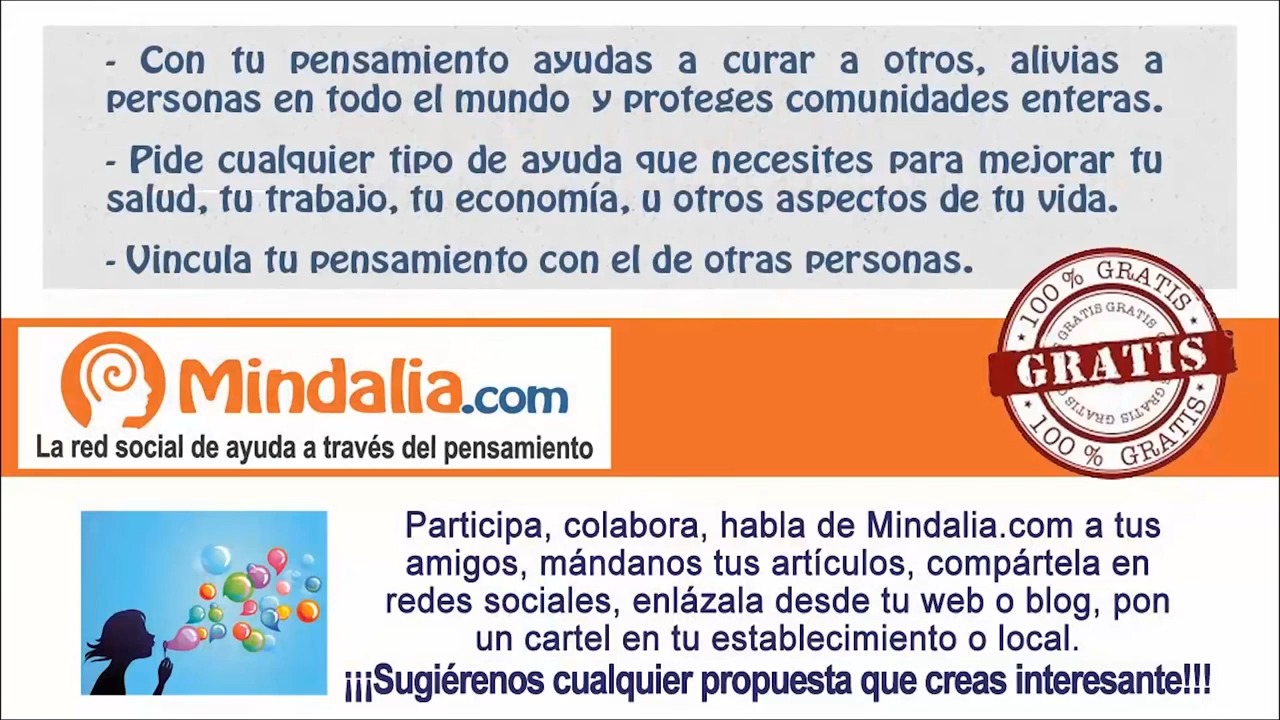 - Con tu pensamiento ayudas a curar a otros, alivias a
personas en todo el mundo y proteges comunidades enteras.
- Pide cualquier tipo de ayuda que necesites para mejorar tu
salud, tu trabajo, tu economía, u otros aspectos de tu vida.
- Vincula tu pensamiento con el de otras personas.
100 % GRATIS
GRATIS GRATIS GRATIS
GRATIS
GRATIS GRATIS GRATIS
100 % GRATIS
Mindalia.com
La red social de ayuda a través del pensamiento
Participa, colabora, habla de Mindalia.com a tus
amigos, mándanos tus artículos, compártela en
redes sociales, enlázala desde tu web o blog, pon
un cartel en tu establecimiento o local.
¡¡¡Sugiérenos cualquier propuesta que creas interesante!!!